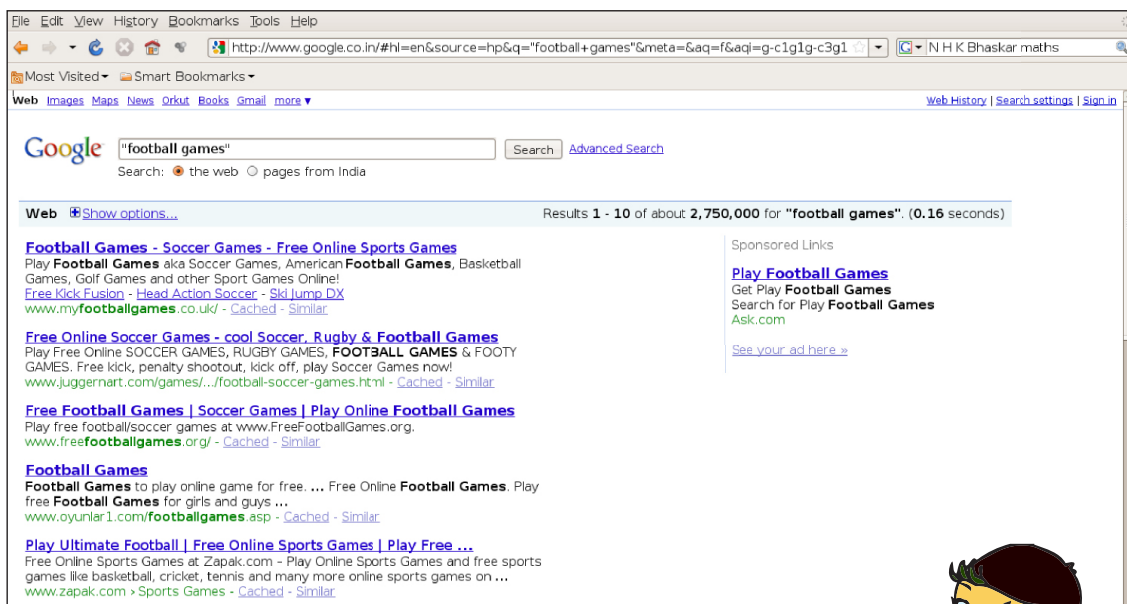 File Edit View History Bookmarks Tools Help
http://www.google.co.in/#hl=en&source=hp&q="football+games"&meta=&aq=f&aqi=g-c1g1g-c3g1 N H K Bhaskar maths
Most Visited Smart Bookmarks
Web Images Maps News Orkut Books Gmail more ▼ Web History | Search settings | Sign in
Google "football games" Search Advanced Search
Search: the web pages from India
Web Show options... Results 1 - 10 of about 2,750,000 for "football games". (0.16 seconds)
Football Games - Soccer Games - Free Online Sports Games
Play Football Games aka Soccer Games, American Football Games, Basketball
Games, Golf Games and other Sport Games Online!
Free Kick Fusion - Head Action Soccer - Ski Jump DX
www.myfootballgames.co.uk/ - Cached - Similar
Free Online Soccer Games - cool Soccer, Rugby & Football Games
Play Free Online SOCCER GAMES, RUGBY GAMES, FOOTBALL GAMES & FOOTY
GAMES. Free kick, penalty shootout, kick off, play Soccer Games now!
www.juggernart.com/games/.../football-soccer-games.html - Cached - Similar
Free Football Games | Soccer Games | Play Online Football Games
Play free football/soccer games at www.FreeFootballGames.org.
www.freefootballgames.org/ - Cached - Similar
Football Games
Football Games to play online game for free. ... Free Online Football Games. Play
free Football Games for girls and guys ...
www.oyunlar1.com/footballgames.asp - Cached - Similar
Play Ultimate Football | Free Online Sports Games | Play Free ...
Free Online Sports Games at Zapak.com - Play Online Sports Games and free sports
games like basketball, cricket, tennis and many more online sports games on ...
www.zapak.com › Sports Games - Cached - Similar
Sponsored Links
Play Football Games
Get Play Football Games
Search for Play Football Games
Ask.com
See your ad here »